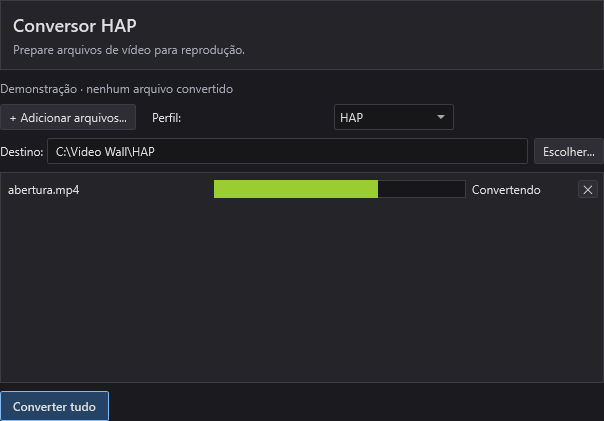 Conversor HAP
Prepare arquivos de vídeo para reprodução.
Demonstração · nenhum arquivo convertido
+ Adicionar arquivos... Perfil: HAP
Destino: C:\Video Wall\HAP Escolher...
abertura.mp4 Convertendo
Converter tudo